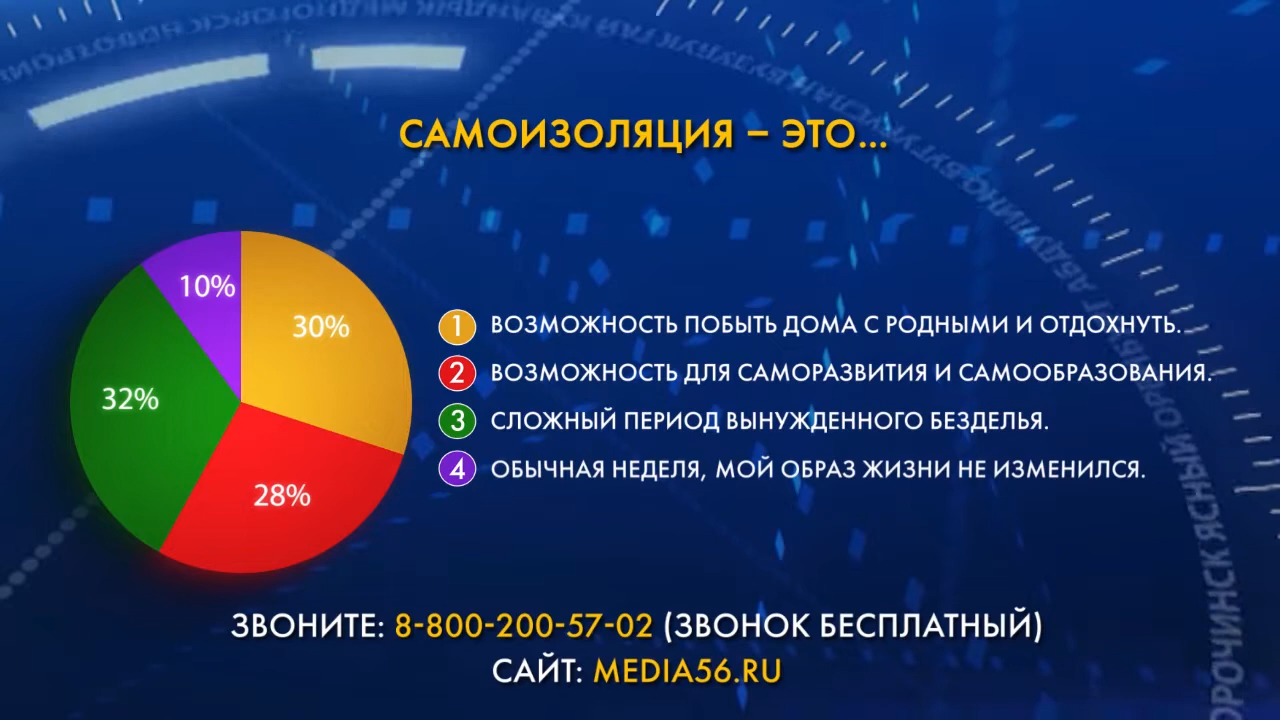 САМОИЗОЛЯЦИЯ – ЭТО...
10%
30%
32%
28%
1 ВОЗМОЖНОСТЬ ПОБЫТЬ ДОМА С РОДНЫМИ И ОТДОХНУТЬ.
2 ВОЗМОЖНОСТЬ ДЛЯ САМОРАЗВИТИЯ И САМООБРАЗОВАНИЯ.
3 СЛОЖНЫЙ ПЕРИОД ВЫНУЖДЕННОГО БЕЗДЕЛЬЯ.
4 ОБЫЧНАЯ НЕДЕЛЯ, МОЙ ОБРАЗ ЖИЗНИ НЕ ИЗМЕНИЛСЯ.
ЗВОНИТЕ: 8-800-200-57-02 (ЗВОНОК БЕСПЛАТНЫЙ)
САЙТ: MEDIA56.RU